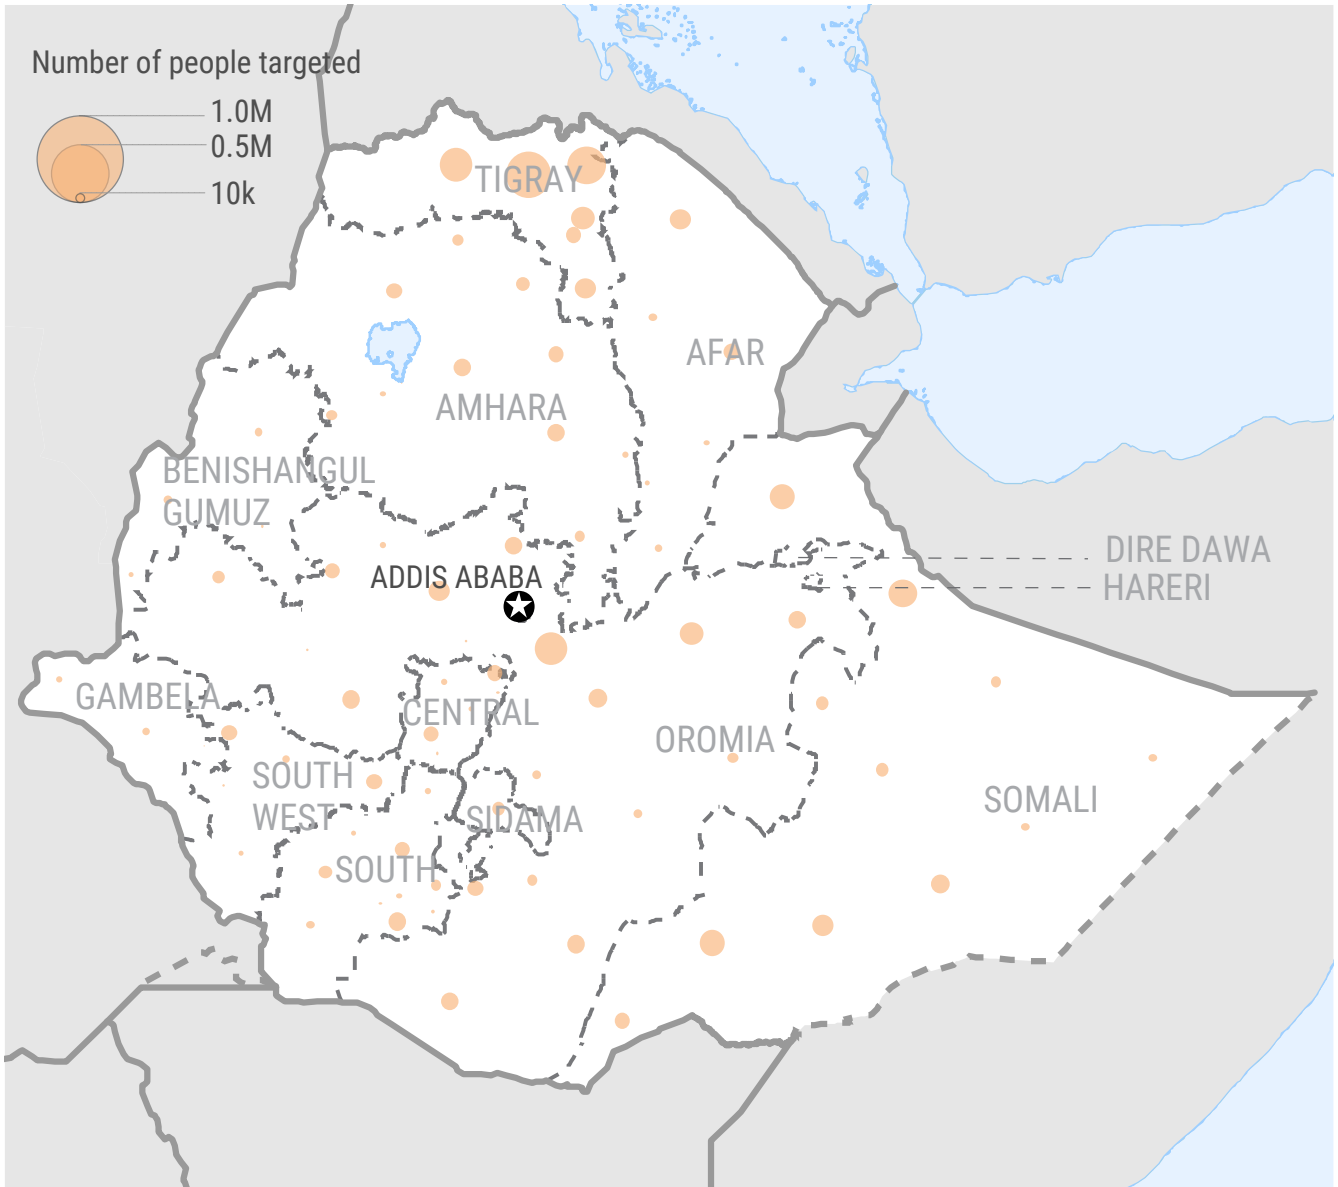 Number of people targeted
1.0M
0.5M
10k
TIGRAY
AFAR
AMHARA
BENISHANGUL
GUMUZ
DIRE DAWA
ADDIS ABABA
HARERI
GAMBELA
CENTRAL
OROMIA
SOUTH
WEST
SOMALI
SIDAMA
SOUTH